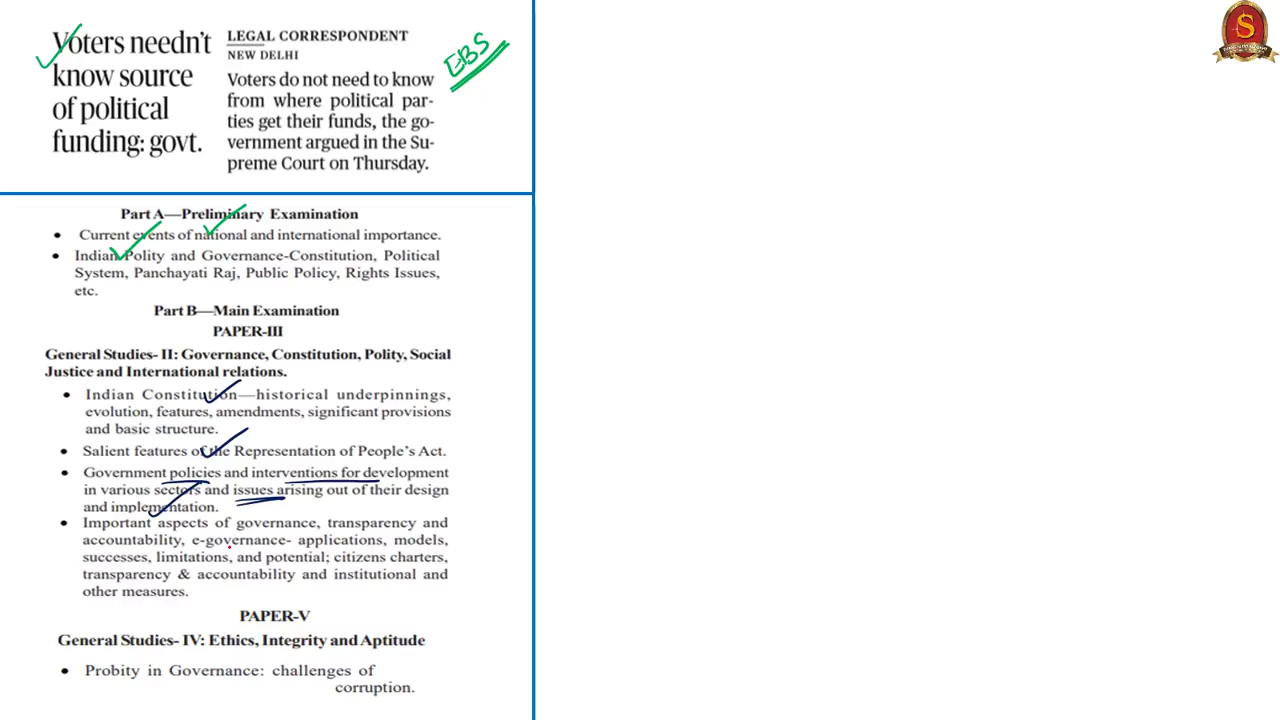 Voters needn't
know source
of political
funding: govt.
LEGAL CORRESPONDENT
NEW DELHI
Voters do not need to know
from where political par-
ties get their funds, the go-
vernment argued in the Su-
preme Court on Thursday.
EBS
Part A—Preliminary Examination
• Current events of national and international importance.
• Indian Polity and Governance-Constitution, Political
System, Panchayati Raj, Public Policy, Rights Issues,
etc.
Part B—Main Examination
PAPER-III
General Studies- II: Governance, Constitution, Polity, Social
Justice and International relations.
• Indian Constitution—historical underpinnings,
evolution, features, amendments, significant provisions
and basic structure.
• Salient features of the Representation of People's Act.
• Government policies and interventions for development
in various sectors and issues arising out of their design
and implementation.
• Important aspects of governance, transparency and
accountability, e-governance- applications, models,
successes, limitations, and potential; citizens charters,
transparency & accountability and institutional and
other measures.
PAPER-V
General Studies- IV: Ethics, Integrity and Aptitude
• Probity in Governance: challenges of
corruption.
S